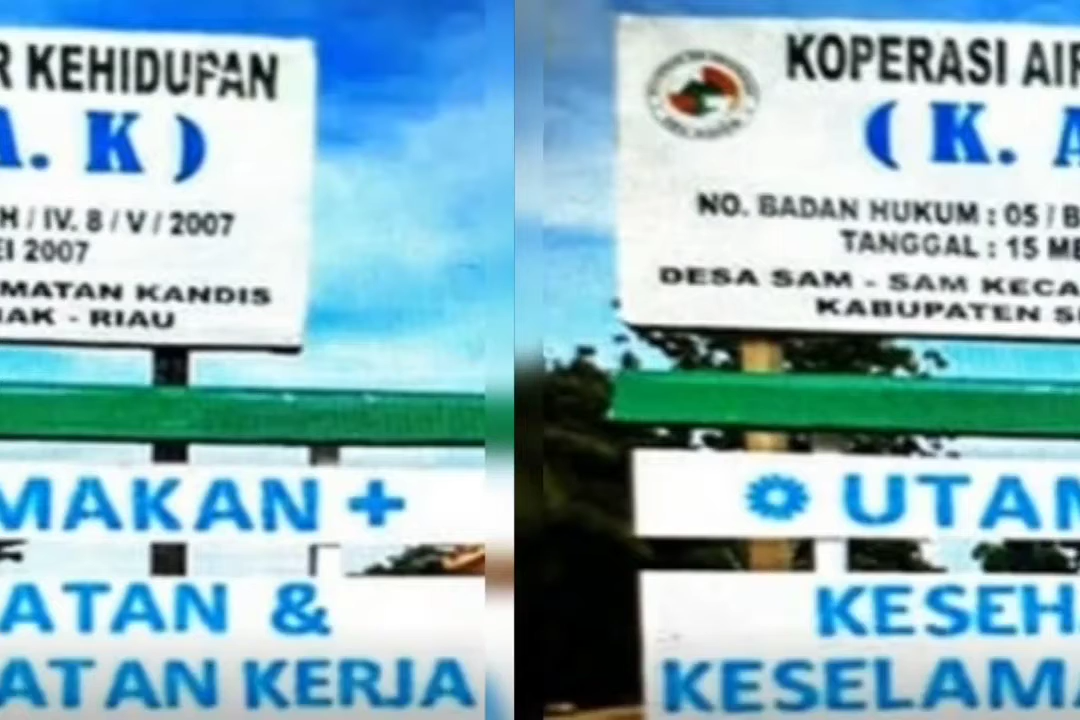 R KEHIDUPAN
A. K )
H / IV. 8 / V / 2007
EI 2007
MATAN KANDIS
IAK - RIAU
MAKAN +
ATAN &
ATAN KERJA
KOPERASI AIR
( K. A
NO. BADAN HUKUM : 05 / B
TANGGAL : 15 ME
DESA SAM - SAM KECA
KABUPATEN SI
UTAM
KESEH
KESELAMA